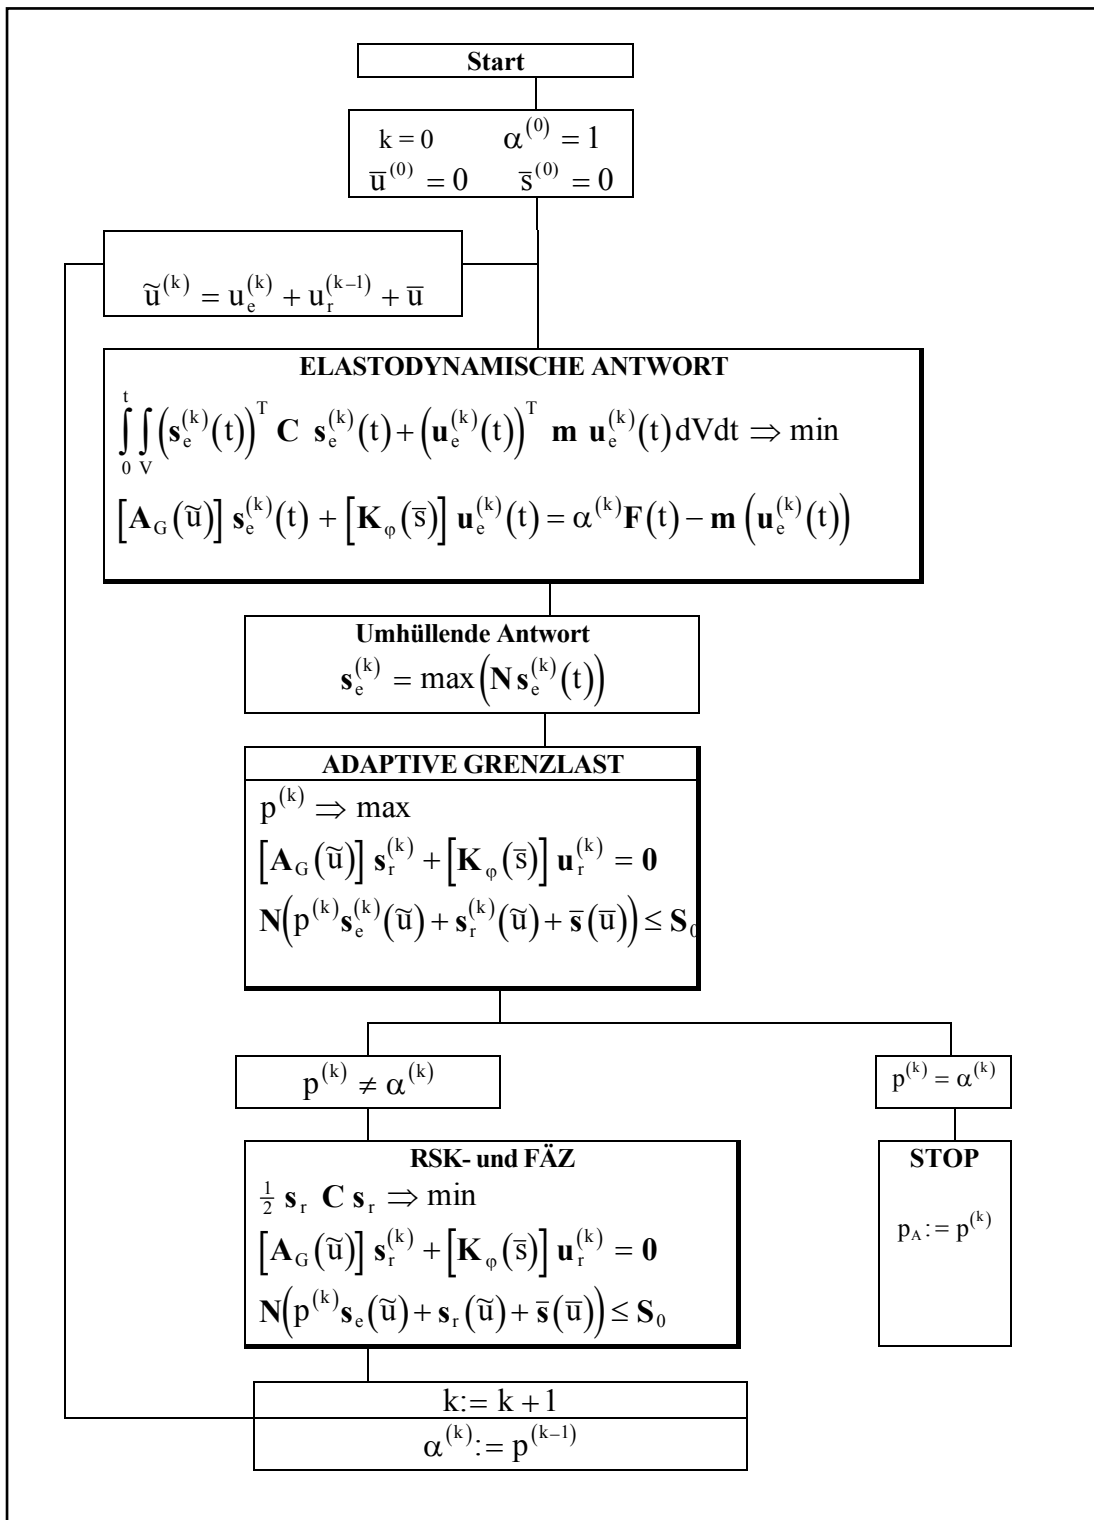 Start
k = 0 α^(0) = 1
u̅^(0) = 0 s̅^(0) = 0
ũ^(k) = u_e^(k) + u_r^(k−1) + u̅
ELASTODYNAMISCHE ANTWORT
∫_0^t ∫_V (s_e^(k)(t))^T C s_e^(k)(t) + (u_e^(k)(t))^T m u_e^(k)(t) dVdt ⇒ min
[A_G(ũ)] s_e^(k)(t) + [K_φ(s̅)] u_e^(k)(t) = α^(k) F(t) − m (u_e^(k)(t))
Umhüllende Antwort
s_e^(k) = max(N s_e^(k)(t))
ADAPTIVE GRENZLAST
p^(k) ⇒ max
[A_G(ũ)] s_r^(k) + [K_φ(s̅)] u_r^(k) = 0
N(p^(k) s_e^(k)(ũ) + s_r^(k)(ũ) + s̅(u̅)) ≤ S_0
p^(k) ≠ α^(k)
p^(k) = α^(k)
RSK- und FÄZ
½ s_r C s_r ⇒ min
[A_G(ũ)] s_r^(k) + [K_φ(s̅)] u_r^(k) = 0
N(p^(k) s_e(ũ) + s_r(ũ) + s̅(u̅)) ≤ S_0
STOP
p_A := p^(k)
k := k + 1
α^(k) := p^(k−1)